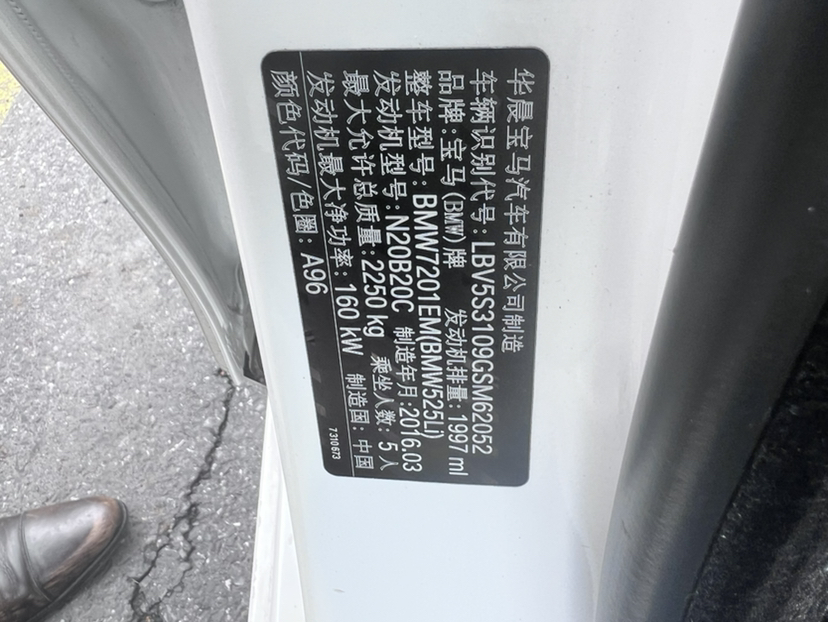 华晨宝马汽车有限公司制造
车辆识别代号:LBV5S3109GSM62052
品牌:宝马(BMW)牌 发动机排量:1997 ml
整车型号:BMW7201EM(BMW525Li)
发动机型号:N20B20C 制造年月:2016.03
最大允许总质量:2250 kg 乘坐人数:5人
发动机最大净功率:160 kW 制造国:中国
颜色代码/色圈:A96 7310673